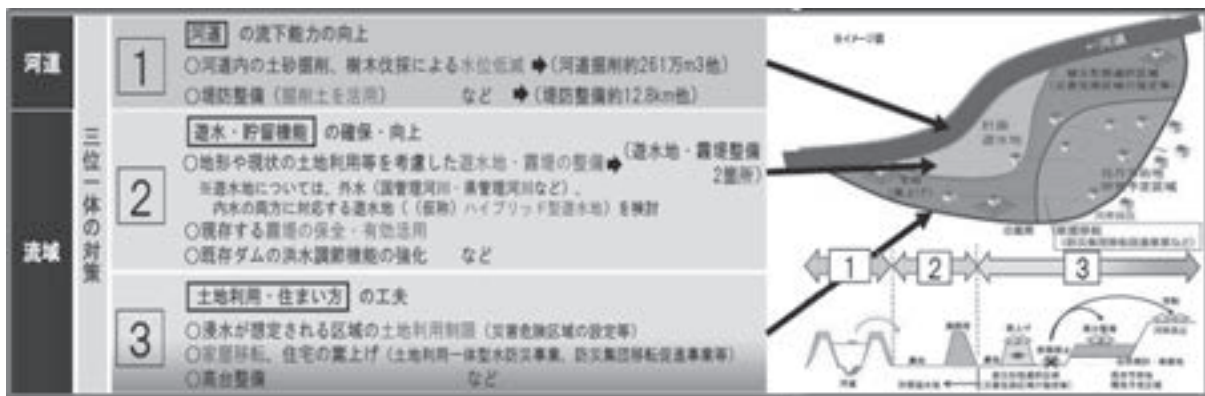 河道
流域
三位一体の対策
1
河道 の流下能力の向上
○河道内の土砂掘削、樹木伐採による水位低減 ➡(河道掘削約261万m3他)
○堤防整備（掘削土を活用） など ➡(堤防整備約12.8km他)
2
遊水・貯留機能 の確保・向上
○地形や現状の土地利用等を考慮した遊水地・霞堤の整備➡(遊水地・霞堤整備
2箇所)
※遊水地については、外水（国管理河川・県管理河川など）、
内水の両方に対応する遊水地（（仮称）ハイブリッド型遊水地）を検討
○現存する霞堤の保全・有効活用
○既存ダムの洪水調節機能の強化 など
3
土地利用・住まい方 の工夫
○浸水が想定される区域の土地利用制限（災害危険区域の設定等）
○家屋移転、住宅の嵩上げ（土地利用一体型水防災事業、防災集団移転促進事業等）
○高台整備 など
※イメージ図
←河道
計画
遊水地
家屋移転
1
2
3
河道